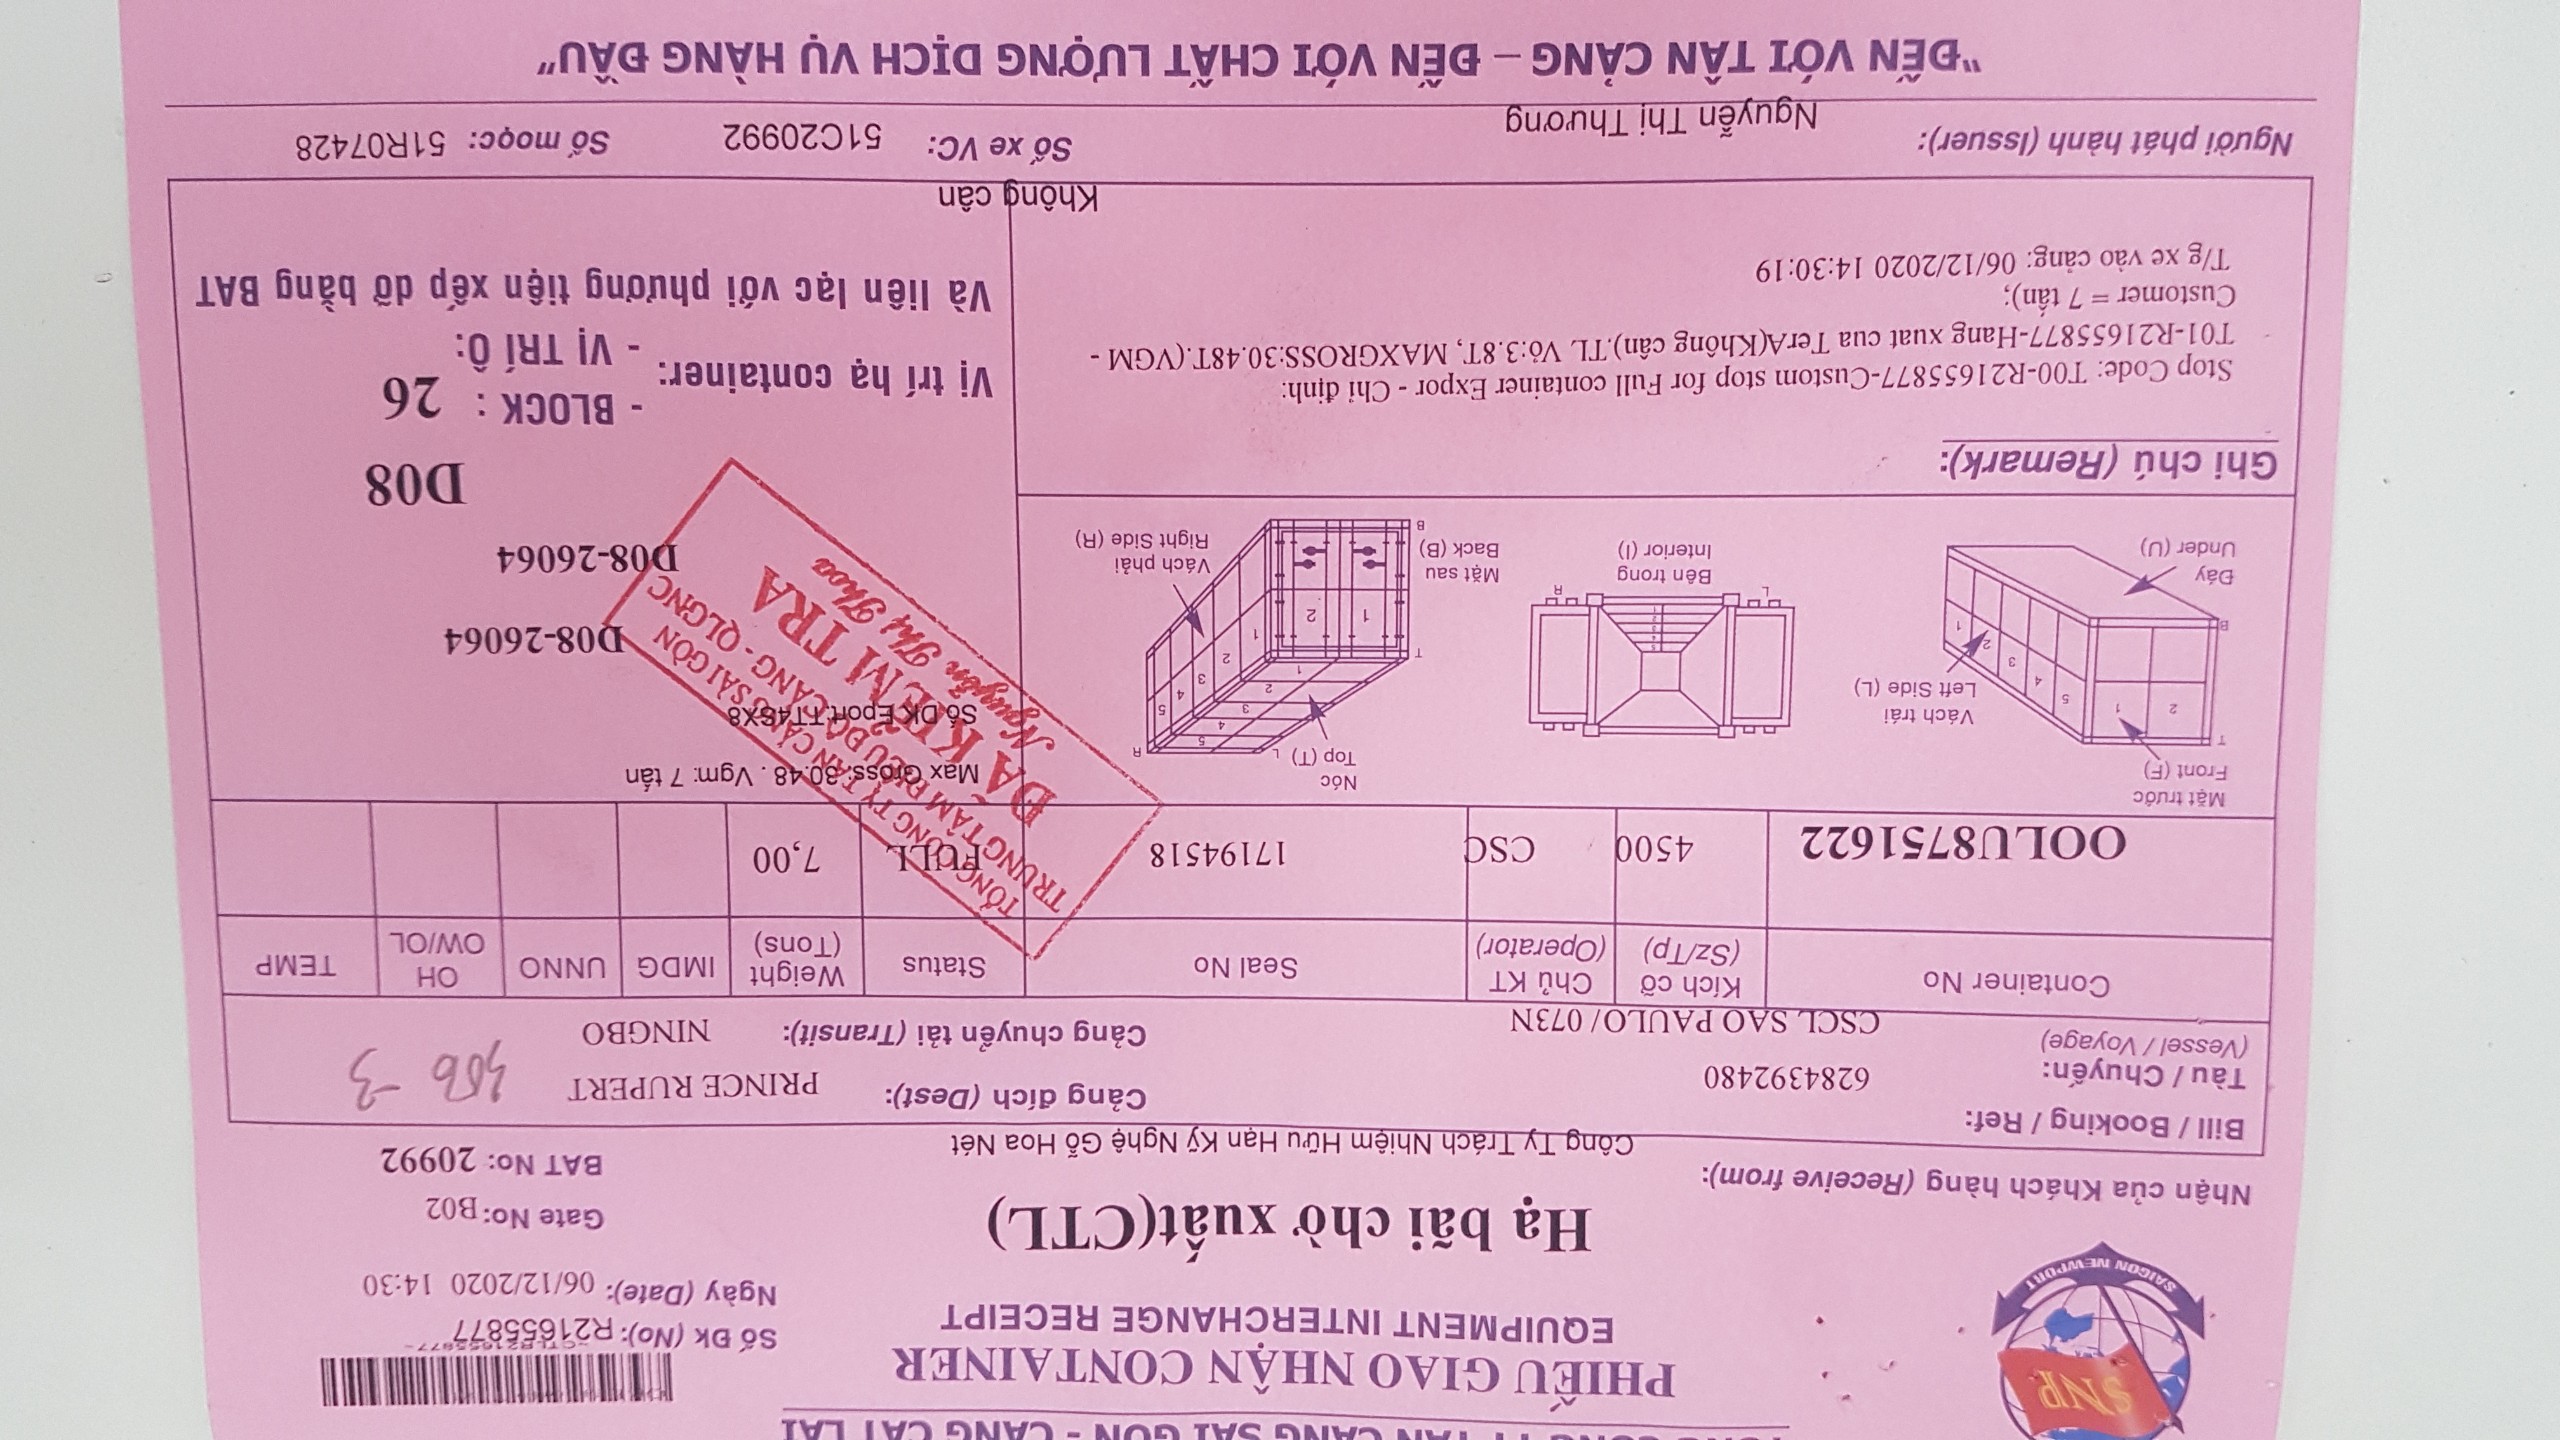 TỔNG CÔNG TY TÂN CẢNG SÀI GÒN - CẢNG CÁT LÁI
SNP
SAIGON NEWPORT
PHIẾU GIAO NHẬN CONTAINER
EQUIPMENT INTERCHANGE RECEIPT
Hạ bãi chờ xuất(CTL)
-CTLR21655877-
Số Đk (No): R21655877
Ngày (Date): 06/12/2020 14:30
Gate No: B02
BAT No: 20992
Nhận của Khách hàng (Receive from):
Công Ty Trách Nhiệm Hữu Hạn Kỹ Nghệ Gỗ Hoa Nét
Bill / Booking / Ref:
6284392480
Tàu / Chuyến:
(Vessel / Voyage)
CSCL SAO PAULO/ 073N
Cảng đích (Dest): PRINCE RUPERT
Cảng chuyển tải (Transit): NINGBO
Container No Kích cỡ (Sz/Tp) Chủ KT (Operator) Seal No Status Weight (Tons) IMDG UNNO OH OW/OL TEMP
OOLU8751622 4500 CSC 17194518 FULL 7,00
Mặt trước
Front (F)
Vách trái
Left Side (L)
Đáy
Under (U)
Bên trong
Interior (I)
Nóc
Top (T)
Mặt sau
Back (B)
Vách phải
Right Side (R)
Max Gross: 30.48 . Vgm: 7 tấn
Số DK Eport:TT4SX8
TỔNG CÔNG TY TÂN CẢNG SÀI GÒN
TRUNG TÂM ĐIỀU ĐỘ CẢNG - QLGNC
ĐÃ KIỂM TRA
Nguyễn Thị Thoa
D08-26064
D08-26064
D08
Vị trí hạ container:
- BLOCK : 26
- VỊ TRÍ Ô:
Và liên lạc với phương tiện xếp dỡ bằng BAT
Ghi chú (Remark):
Stop Code: T00-R21655877-Custom stop for Full container Expor - Chỉ định:
T01-R21655877-Hang xuat cua TerA(Không cân).TL Vỏ:3.8T, MAXGROSS:30.48T.(VGM -
Customer = 7 tấn);
T/g xe vào cảng: 06/12/2020 14:30:19
Không cân
Người phát hành (Issuer): Nguyễn Thị Thương
Số xe VC: 51C20992
Số moọc: 51R07428
“ĐẾN VỚI TÂN CẢNG – ĐẾN VỚI CHẤT LƯỢNG DỊCH VỤ HÀNG ĐẦU”